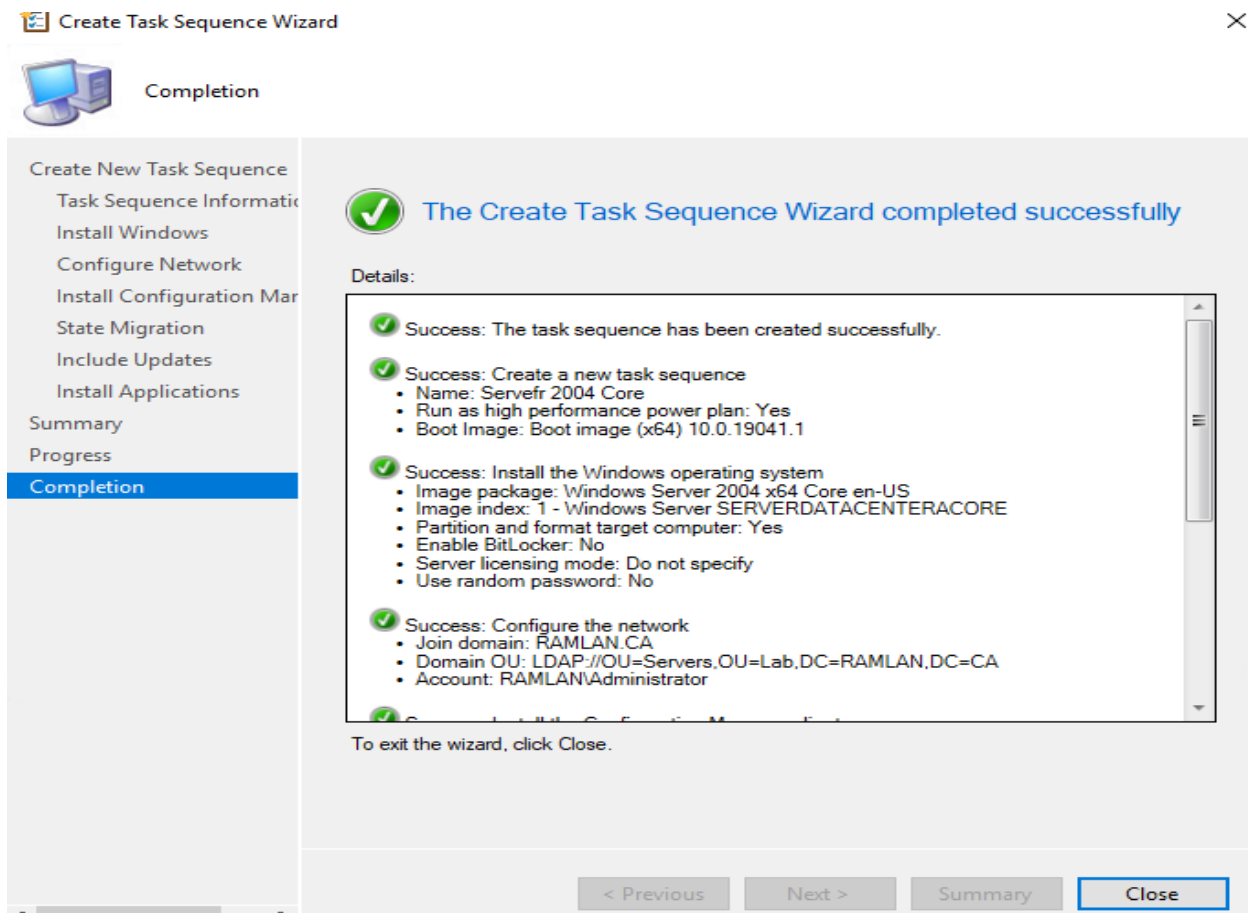 Create Task Sequence Wizard
Completion
Create New Task Sequence
Task Sequence Informatic
Install Windows
Configure Network
Install Configuration Mar
State Migration
Include Updates
Install Applications
Summary
Progress
Completion
The Create Task Sequence Wizard completed successfully
Details:
Success: The task sequence has been created successfully.
Success: Create a new task sequence
• Name: Servefr 2004 Core
• Run as high performance power plan: Yes
• Boot Image: Boot image (x64) 10.0.19041.1
Success: Install the Windows operating system
• Image package: Windows Server 2004 x64 Core en-US
• Image index: 1 - Windows Server SERVERDATACENTERACORE
• Partition and format target computer: Yes
• Enable BitLocker: No
• Server licensing mode: Do not specify
• Use random password: No
Success: Configure the network
• Join domain: RAMLAN.CA
• Domain OU: LDAP://OU=Servers,OU=Lab,DC=RAMLAN,DC=CA
• Account: RAMLAN\Administrator
To exit the wizard, click Close.
< Previous
Next >
Summary
Close